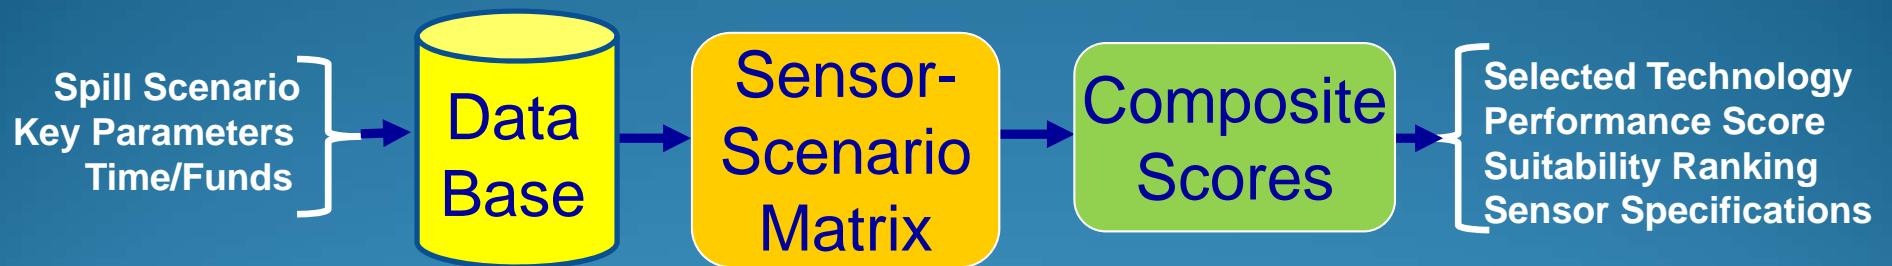 Spill Scenario
Key Parameters
Time/Funds
Data
Base
Sensor-
Scenario
Matrix
Composite
Scores
Selected Technology
Performance Score
Suitability Ranking
Sensor Specifications